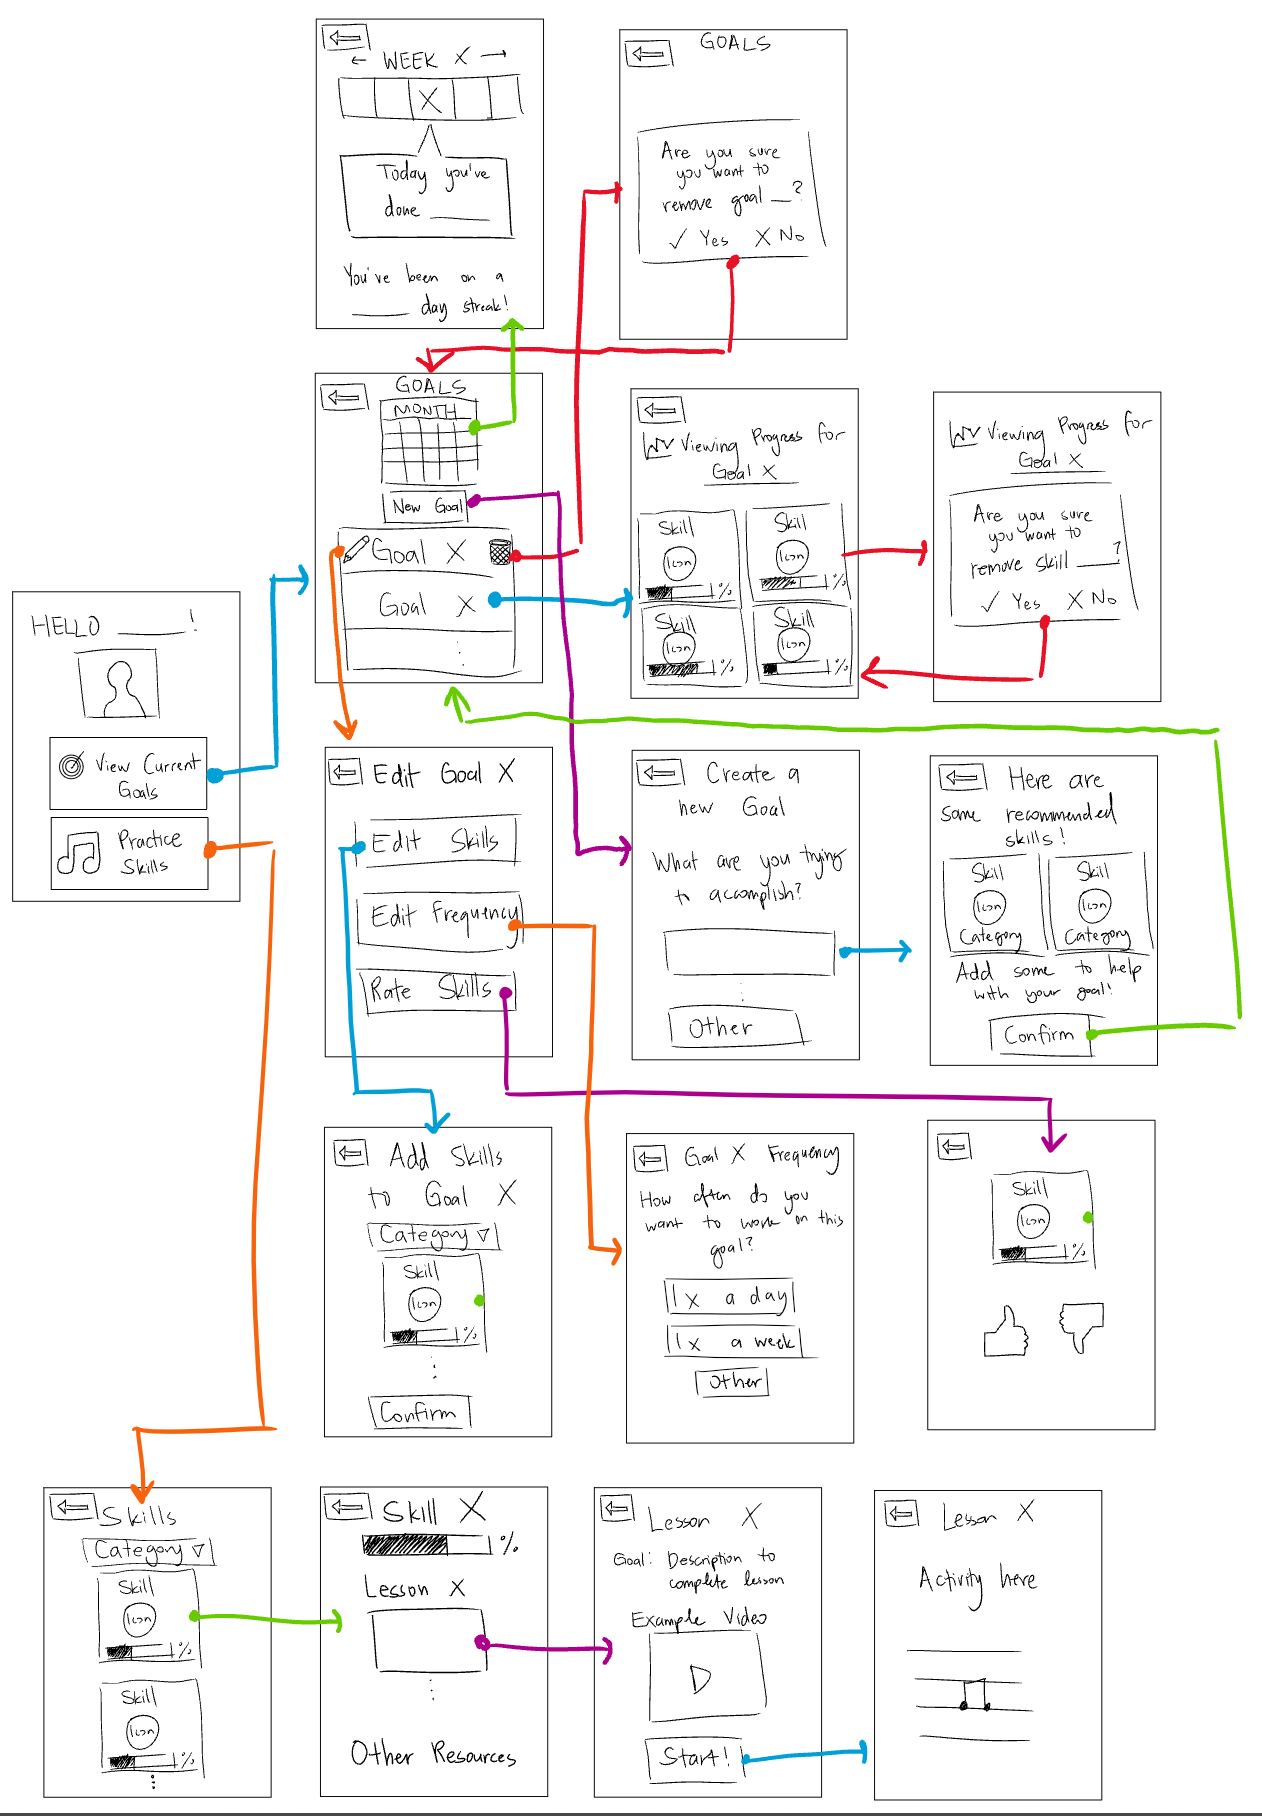 ← WEEK X →
X
Today you've
done ____
You've been on a
____ day streak!
GOALS
Are you sure
you want to
remove goal __?
✓ Yes X No
GOALS
MONTH
New Goal
Goal X
Goal X
Viewing Progress for
Goal X
Skill
Icon
%
Skill
Icon
%
Skill
Icon
%
Skill
Icon
%
Viewing Progress for
Goal X
Are you sure
you want to
remove skill ____?
✓ Yes X No
HELLO ____!
View Current
Goals
Practice
Skills
Edit Goal X
Edit Skills
Edit Frequency
Rate Skills
Create a
new Goal
What are you trying
to accomplish?
Other
Here are
some recommended
skills!
Skill
Icon
Category
Skill
Icon
Category
Add some to help
with your goal!
Confirm
Add Skills
to Goal X
Category ▽
Skill
Icon
%
Confirm
Goal X Frequency
How often do you
want to work on this
goal?
1x a day
1x a week
Other
Skill
Icon
%
Skills
Category ▽
Skill
Icon
%
Skill
Icon
%
Skill X
%
Lesson X
Other Resources
Lesson X
Goal: Description to
complete lesson
Example Video
Start!
Lesson X
Activity here